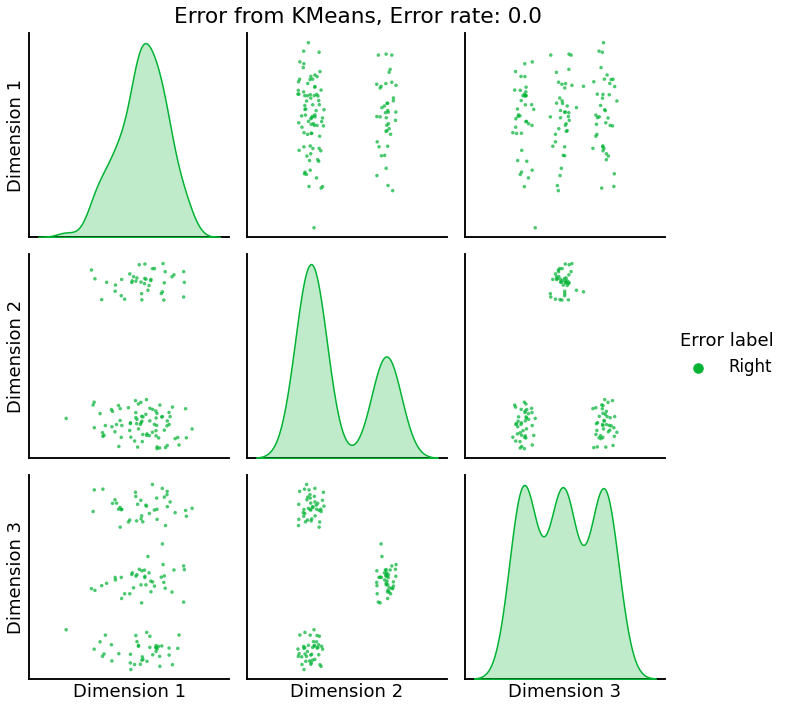 Error from KMeans, Error rate: 0.0
Dimension 1
Dimension 2
Dimension 3
Error label
Right
Dimension 1
Dimension 2
Dimension 3